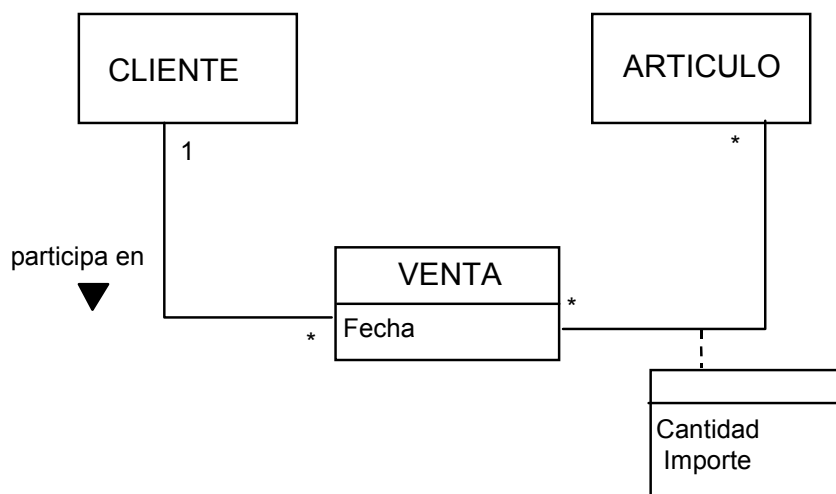 CLIENTE
ARTICULO
1
*
participa en
VENTA
*
*
Fecha
Cantidad
Importe